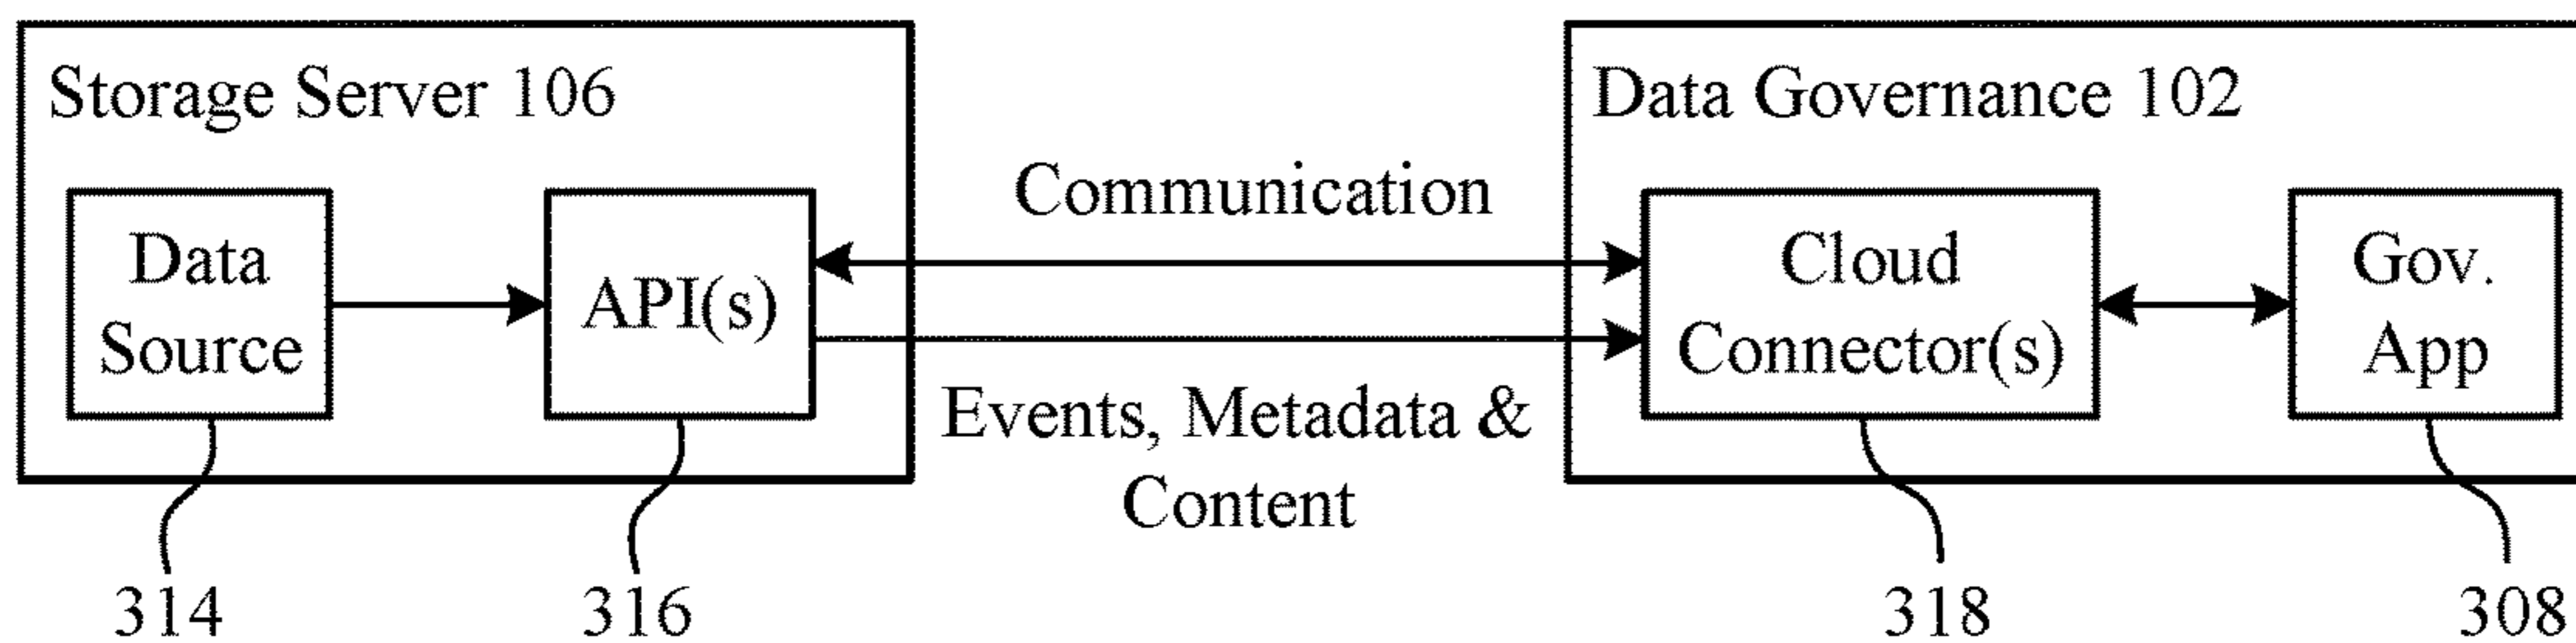 Storage Server 106
Data
Source
API(s)
Communication
Events, Metadata &
Content
Data Governance 102
Cloud
Connector(s)
Gov.
App
314
316
318
308